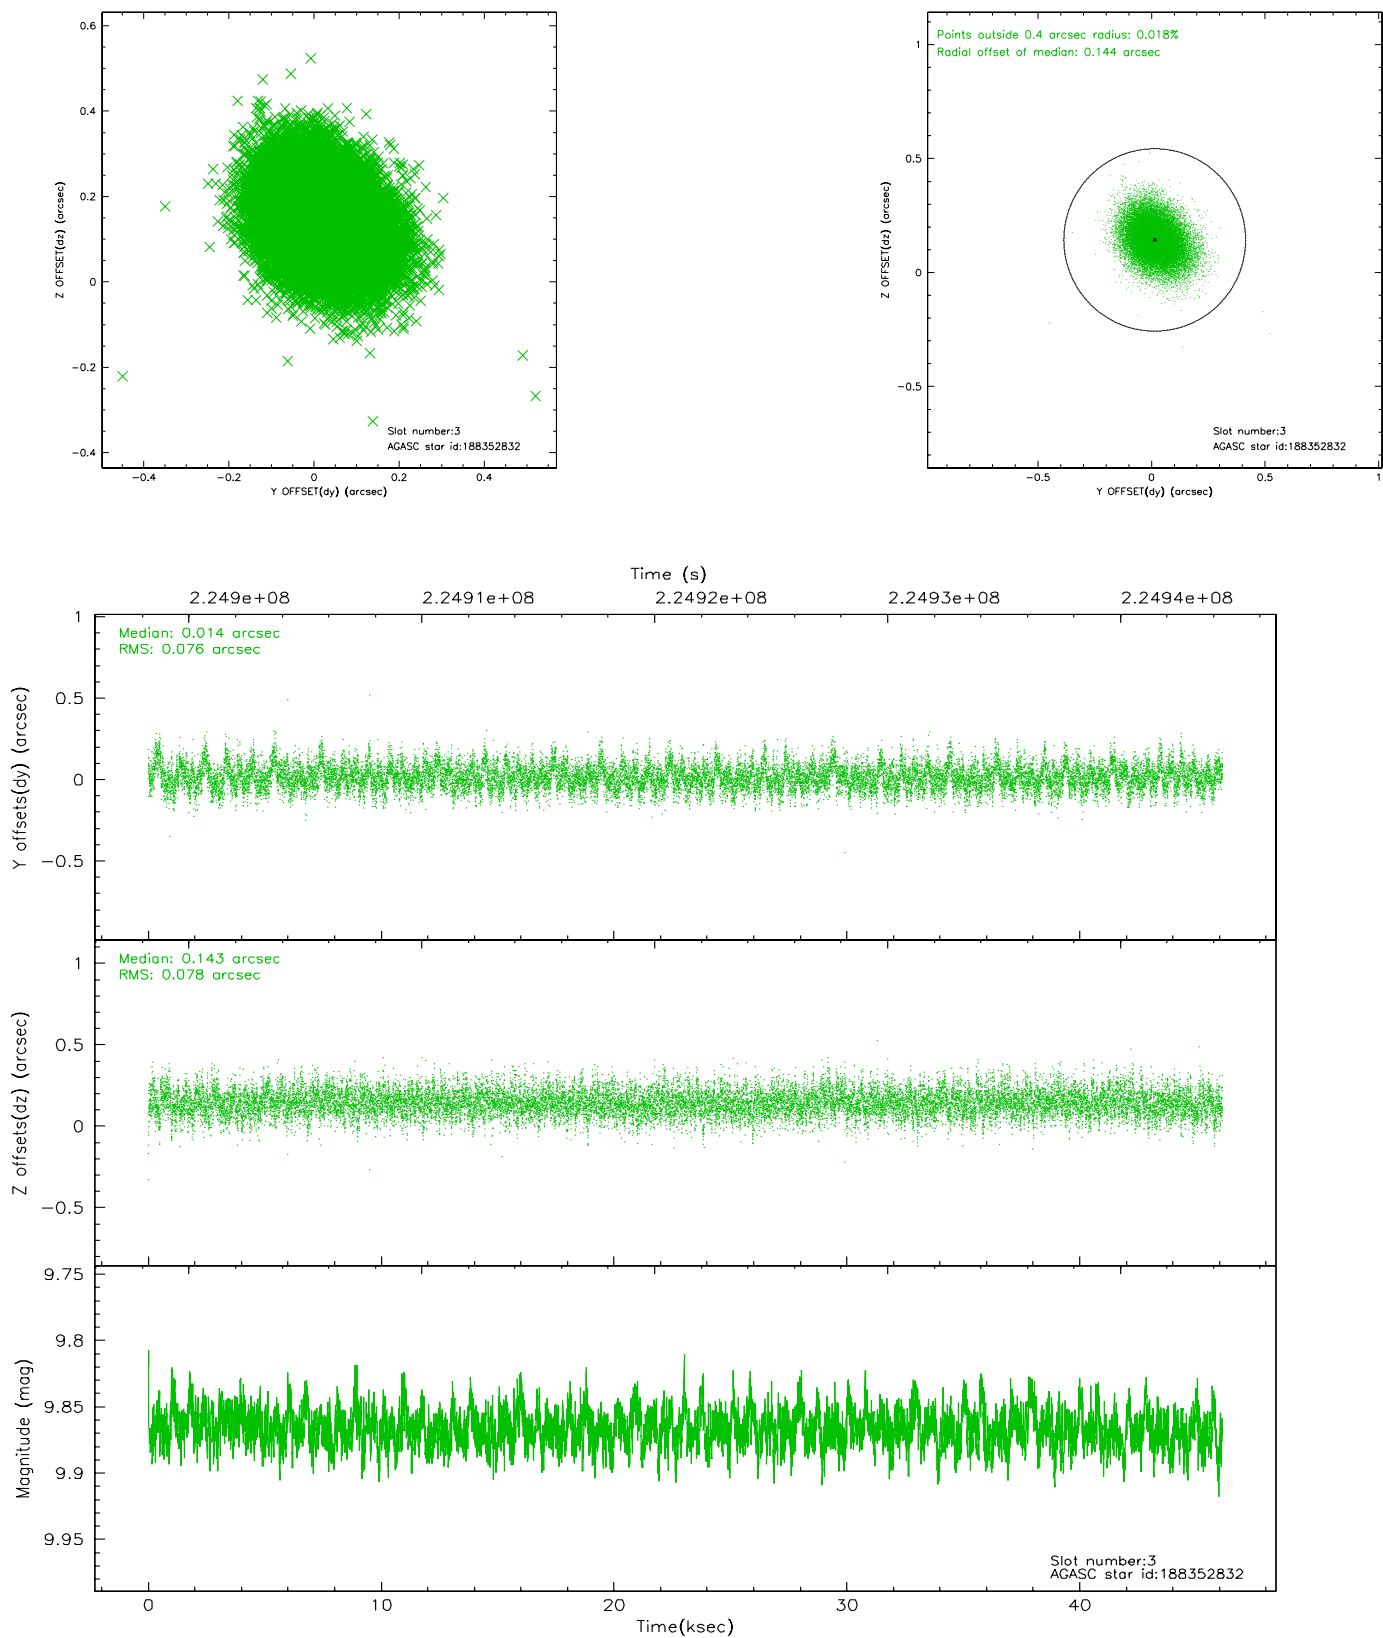 0.6
0.4
0.2
0
−0.2
−0.4
Z OFFSET(dz) (arcsec)
Slot number:3
AGASC star id:188352832
−0.4 −0.2 0 0.2 0.4
Y OFFSET(dy) (arcsec)
Points outside 0.4 arcsec radius: 0.018%
Radial offset of median: 0.144 arcsec
1
0.5
0
−0.5
Z OFFSET(dz) (arcsec)
Slot number:3
AGASC star id:188352832
−0.5 0 0.5 1
Y OFFSET(dy) (arcsec)
Time (s)
2.249e+08 2.2491e+08 2.2492e+08 2.2493e+08 2.2494e+08
Median: 0.014 arcsec
RMS: 0.076 arcsec
1
0.5
0
−0.5
Y offsets(dy) (arcsec)
Median: 0.143 arcsec
RMS: 0.078 arcsec
1
0.5
0
−0.5
Z offsets(dz) (arcsec)
9.75
9.8
9.85
9.9
9.95
Magnitude (mag)
Slot number:3
AGASC star id:188352832
0 10 20 30 40
Time(ksec)